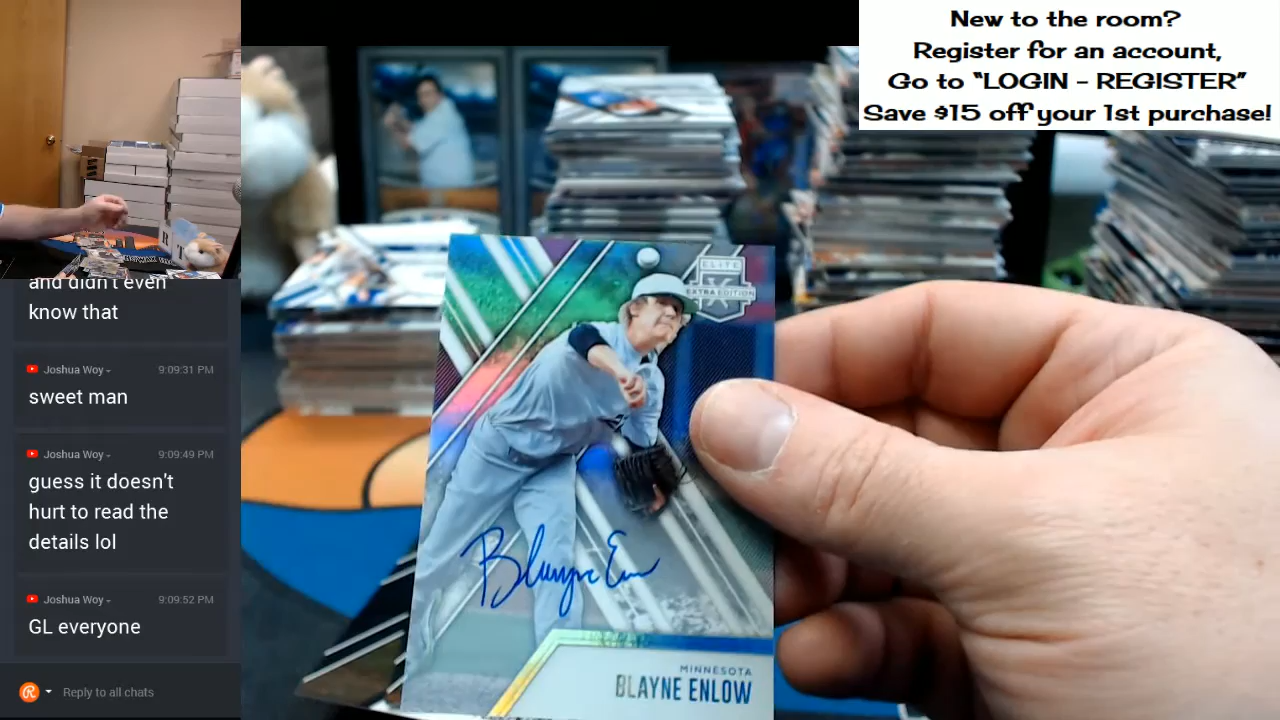 New to the room?
Register for an account,
Go to “LOGIN - REGISTER”
Save $15 off your 1st purchase!
and didn't even
know that
Joshua Woy
9:09:31 PM
sweet man
Joshua Woy
9:09:49 PM
guess it doesn't
hurt to read the
details lol
Joshua Woy
9:09:52 PM
GL everyone
Reply to all chats
ELITE
EXTRA EDITION
Blayne Enlow
MINNESOTA
BLAYNE ENLOW